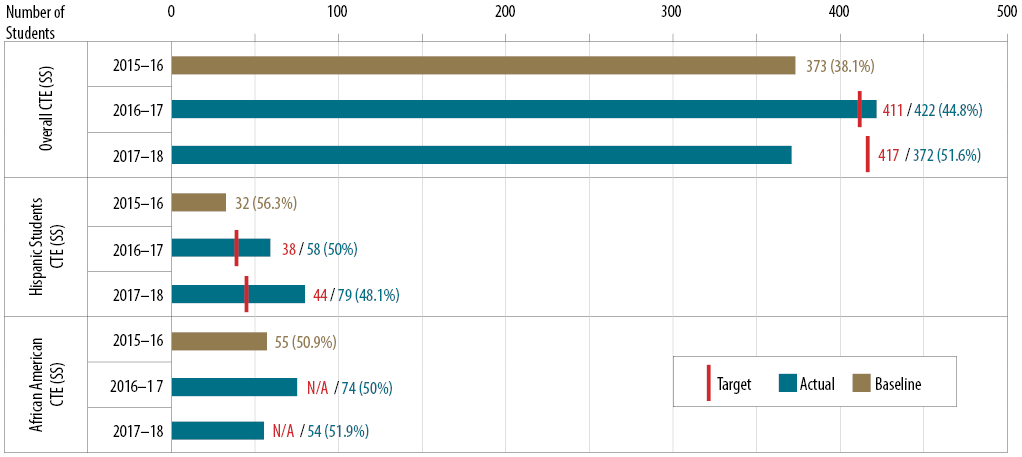 Number of
Students
0 100 200 300 400 500
Overall CTE (SS)
2015–16 373 (38.1%)
2016–17 411 / 422 (44.8%)
2017–18 417 / 372 (51.6%)
Hispanic Students
CTE (SS)
2015–16 32 (56.3%)
2016–17 38 / 58 (50%)
2017–18 44 / 79 (48.1%)
African American
CTE (SS)
2015–16 55 (50.9%)
2016–17 N/A / 74 (50%)
2017–18 N/A / 54 (51.9%)
Target Actual Baseline